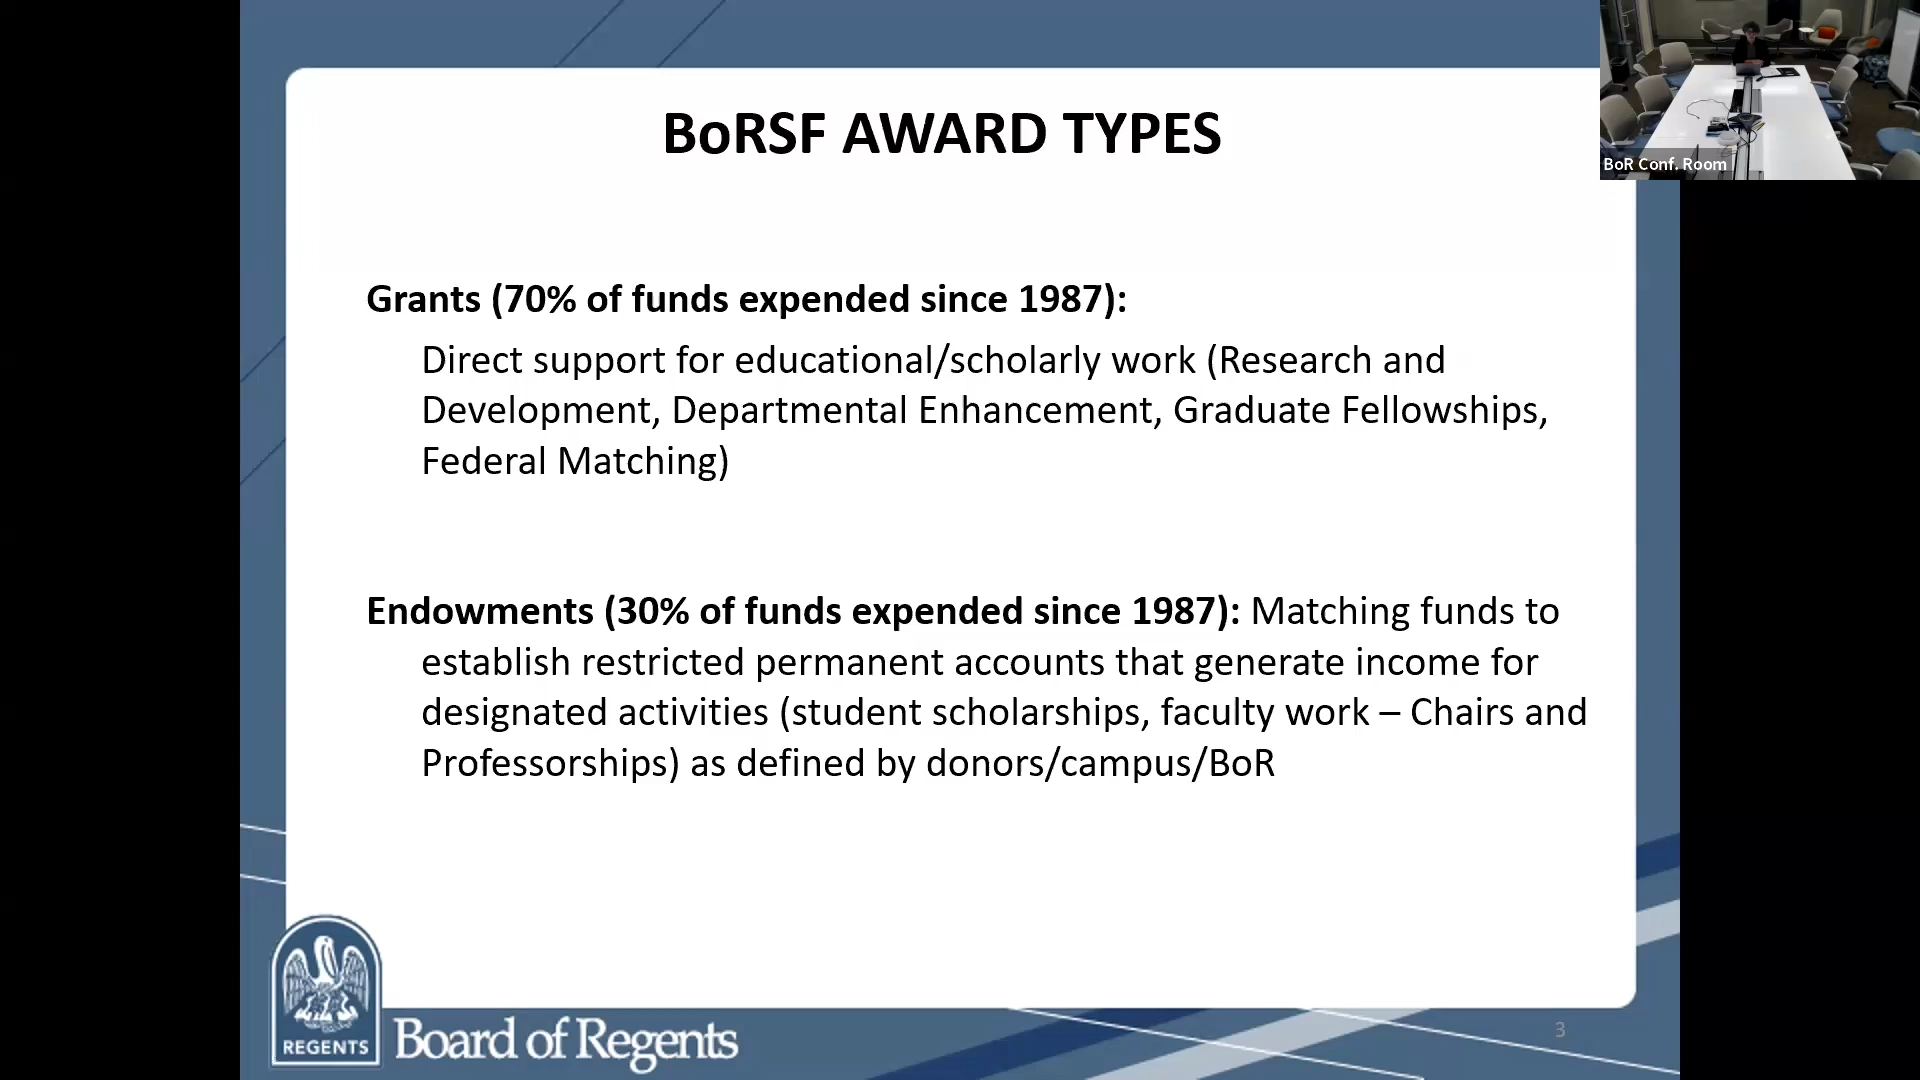 BoRSF AWARD TYPES
BoR Conf. Room
Grants (70% of funds expended since 1987):
Direct support for educational/scholarly work (Research and
Development, Departmental Enhancement, Graduate Fellowships,
Federal Matching)
Endowments (30% of funds expended since 1987): Matching funds to
establish restricted permanent accounts that generate income for
designated activities (student scholarships, faculty work – Chairs and
Professorships) as defined by donors/campus/BoR
REGENTS
Board of Regents
3